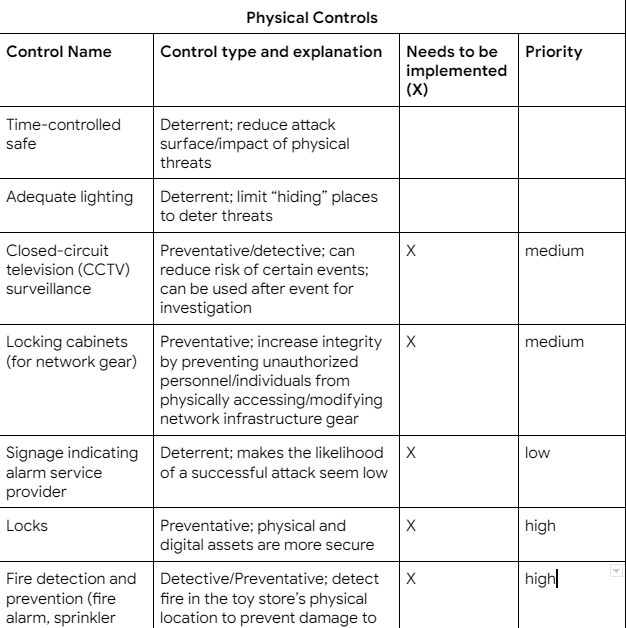 Physical Controls
Control Name
Control type and explanation
Needs to be
implemented
(X)
Priority
Time-controlled
safe
Deterrent; reduce attack
surface/impact of physical
threats
Adequate lighting
Deterrent; limit “hiding” places
to deter threats
Closed-circuit
television (CCTV)
surveillance
Preventative/detective; can
reduce risk of certain events;
can be used after event for
investigation
X
medium
Locking cabinets
(for network gear)
Preventative; increase integrity
by preventing unauthorized
personnel/individuals from
physically accessing/modifying
network infrastructure gear
X
medium
Signage indicating
alarm service
provider
Deterrent; makes the likelihood
of a successful attack seem low
X
low
Locks
Preventative; physical and
digital assets are more secure
X
high
Fire detection and
prevention (fire
alarm, sprinkler
Detective/Preventative; detect
fire in the toy store’s physical
location to prevent damage to
X
high